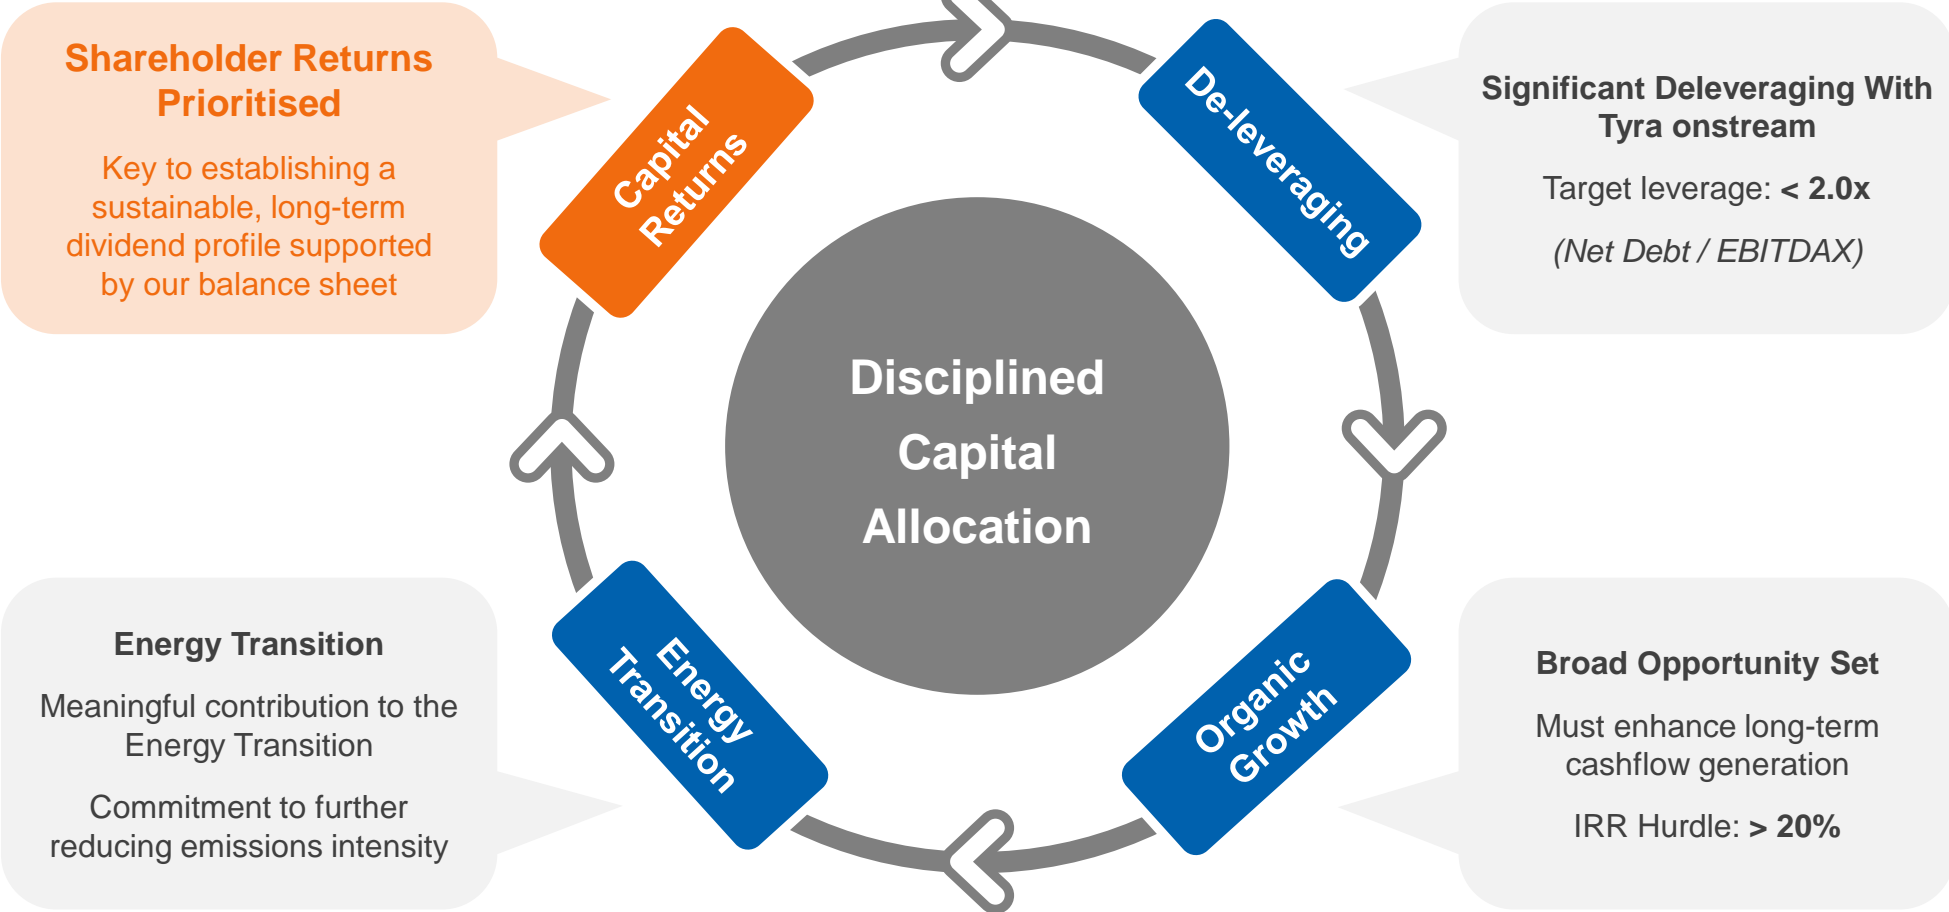 Shareholder Returns
Prioritised
Key to establishing a
sustainable, long-term
dividend profile supported
by our balance sheet
Capital
Returns
De-leveraging
Significant Deleveraging With
Tyra onstream
Target leverage: < 2.0x
(Net Debt / EBITDAX)
Disciplined
Capital
Allocation
Energy Transition
Meaningful contribution to the
Energy Transition
Commitment to further
reducing emissions intensity
Energy
Transition
Organic
Growth
Broad Opportunity Set
Must enhance long-term
cashflow generation
IRR Hurdle: > 20%